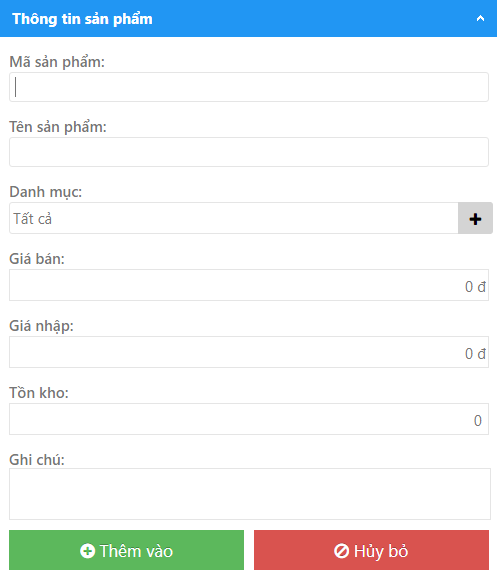 Thông tin sản phẩm
Mã sản phẩm:
Tên sản phẩm:
Danh mục:
Tất cả
Giá bán:
0 đ
Giá nhập:
0 đ
Tồn kho:
0
Ghi chú:
Thêm vào
Hủy bỏ